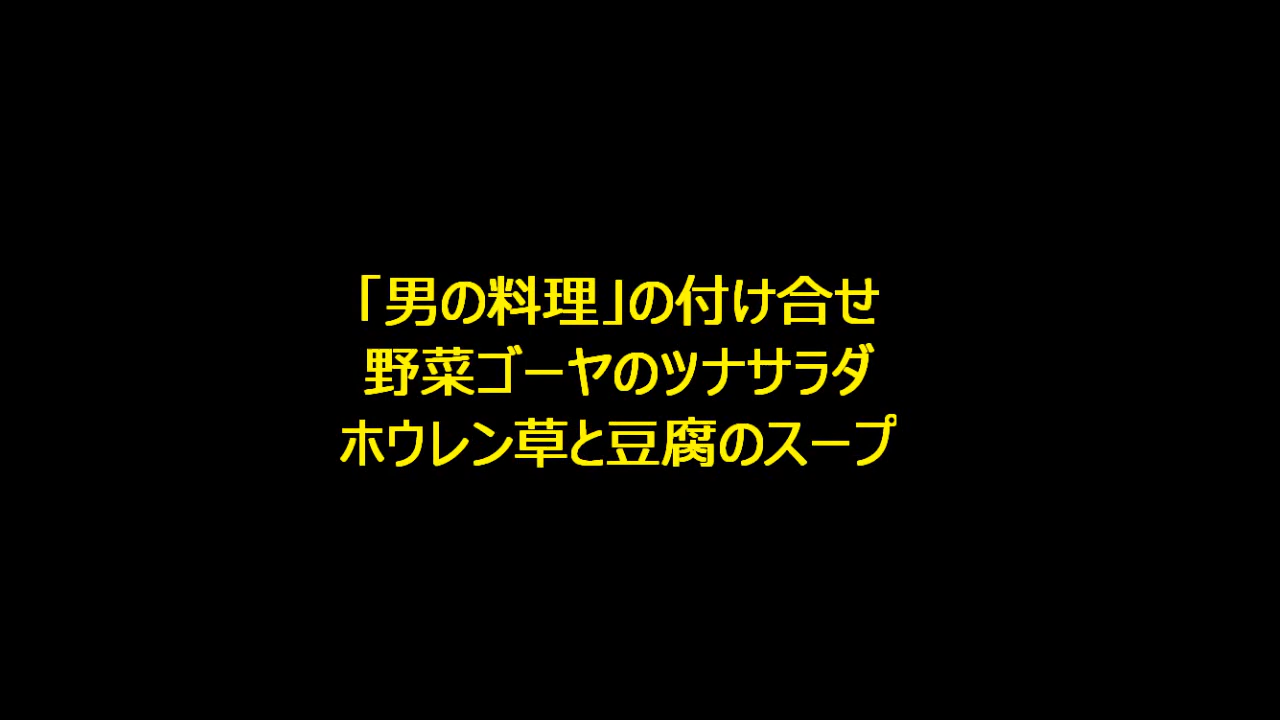 「男の料理」の付け合せ
野菜ゴーヤのツナサラダ
ホウレン草と豆腐のスープ